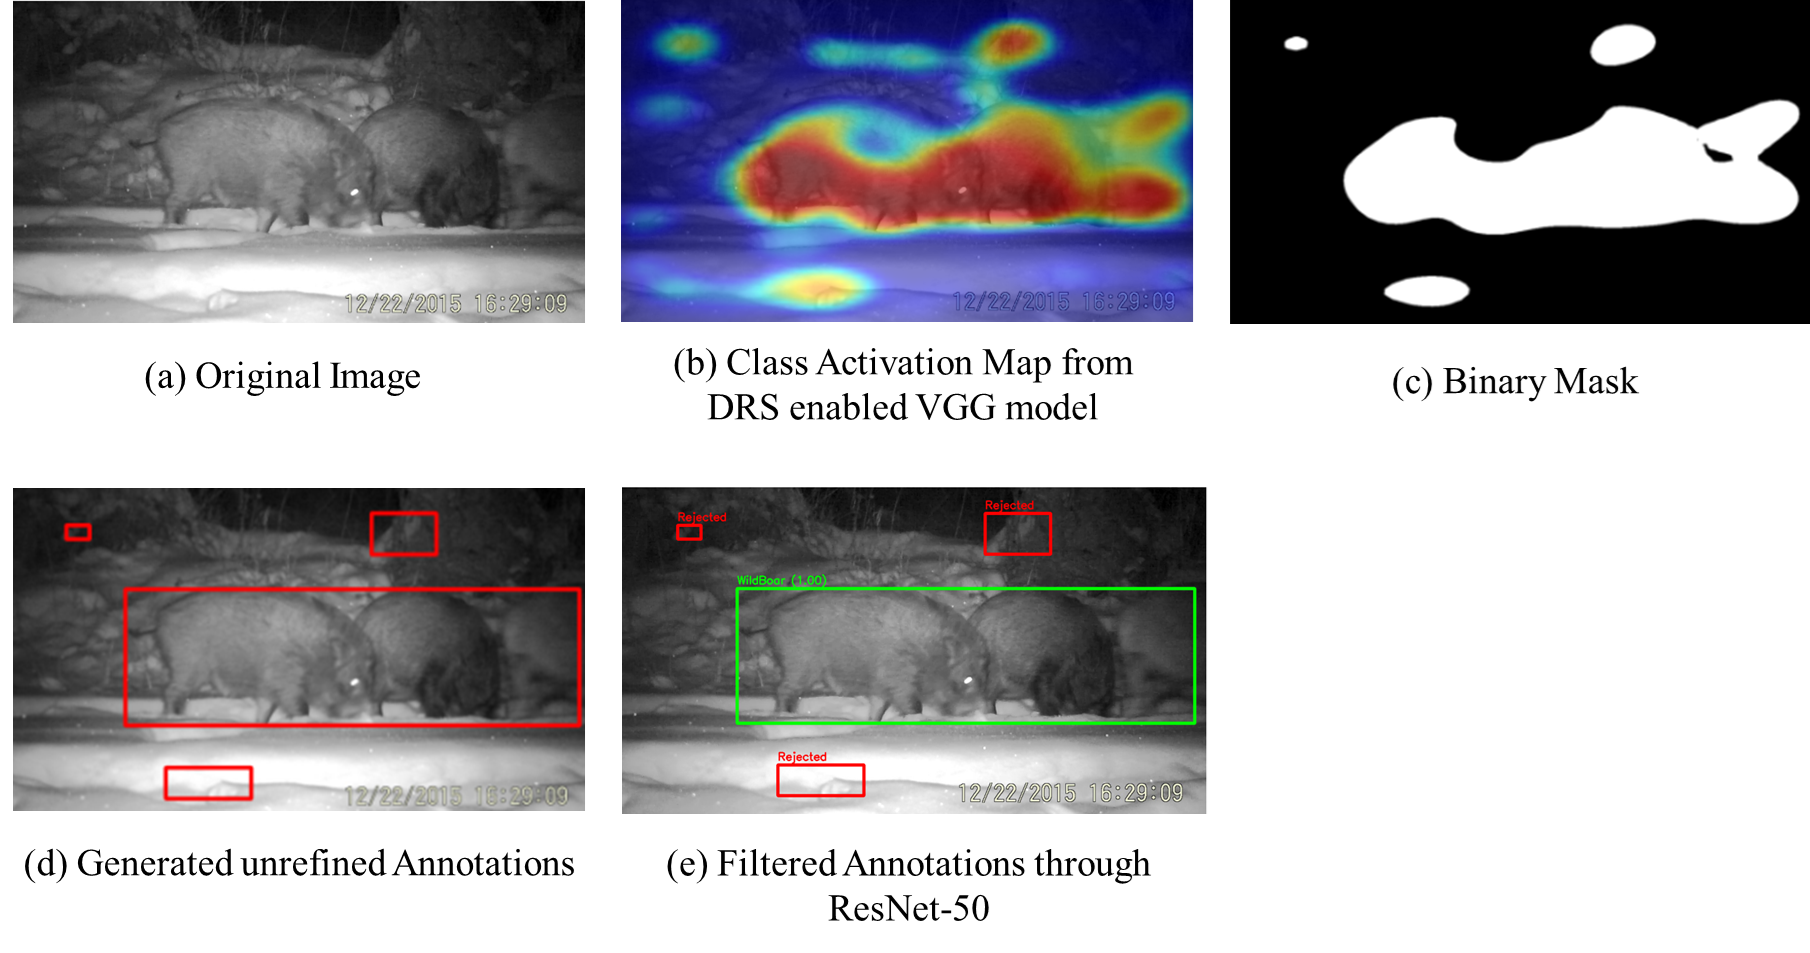 12/22/2015 16:29:09
12/22/2015 16:29:09
(a) Original Image
(b) Class Activation Map from
DRS enabled VGG model
(c) Binary Mask
12/22/2015 16:29:09
Rejected
Rejected
WildBoar (1.00)
Rejected
12/22/2015 16:29:09
(d) Generated unrefined Annotations
(e) Filtered Annotations through
ResNet-50